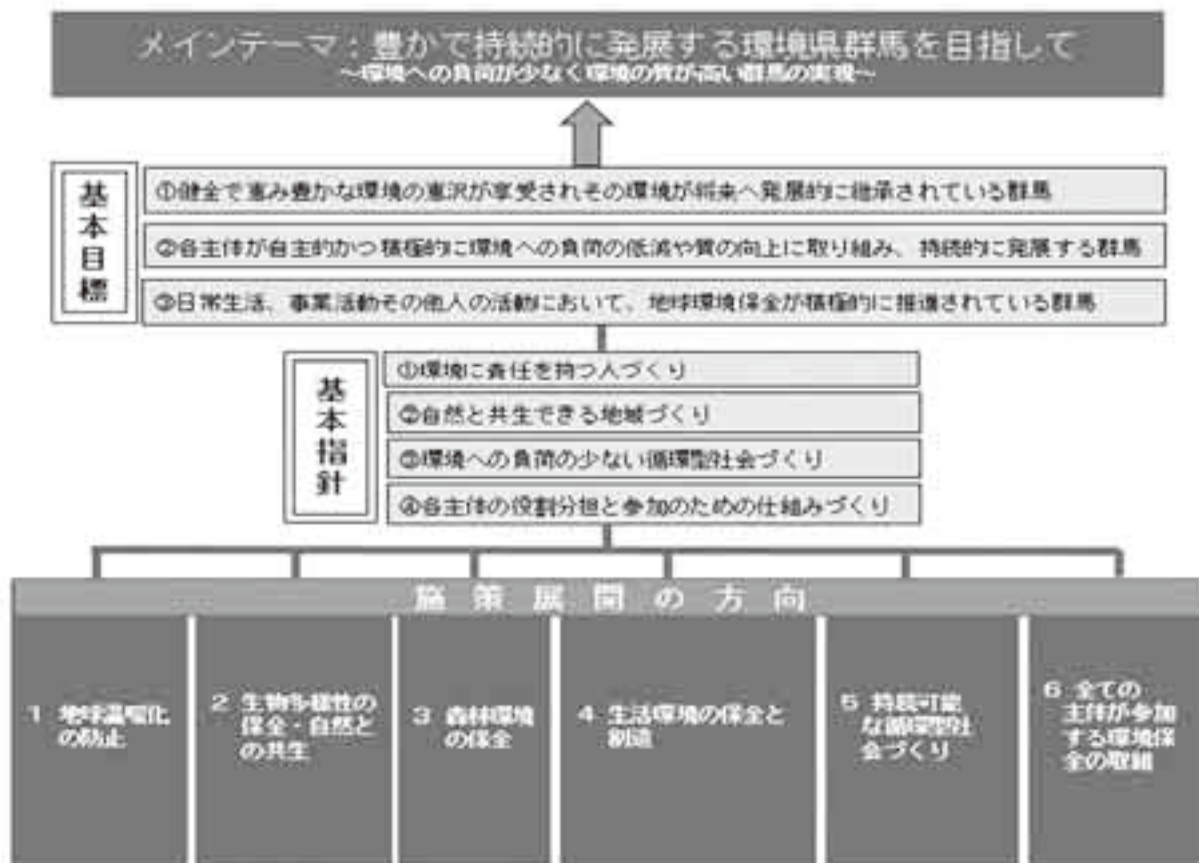 メインテーマ：豊かで持続的に発展する環境県群馬を目指して
～環境への負荷が少なく環境の質が高い群馬の実現～
基本目標
①健全で恵み豊かな環境の恵沢が享受されその環境が将来へ発展的に継承されている群馬
②各主体が自主的かつ積極的に環境への負荷の低減や質の向上に取り組み、持続的に発展する群馬
③日常生活、事業活動その他人の活動において、地球環境保全が積極的に推進されている群馬
基本指針
①環境に責任を持つ人づくり
②自然と共生できる地域づくり
③環境への負荷の少ない循環型社会づくり
④各主体の役割分担と参加のための仕組みづくり
施策展開の方向
1 地球温暖化
の防止
2 生物多様性の
保全・自然と
の共生
3 森林環境
の保全
4 生活環境の保全と
創造
5 持続可能
な循環型社
会づくり
6 全ての
主体が参加
する環境保
全の取組